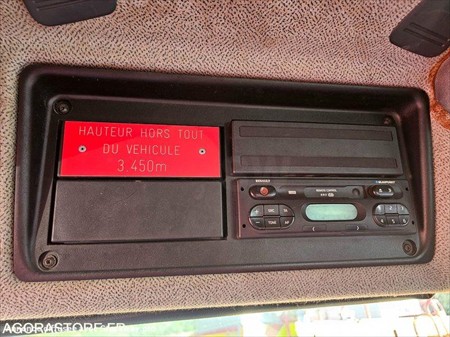 HAUTEUR HORS TOUT
DU VEHICULE
3.450m
AGORASTORE.FR